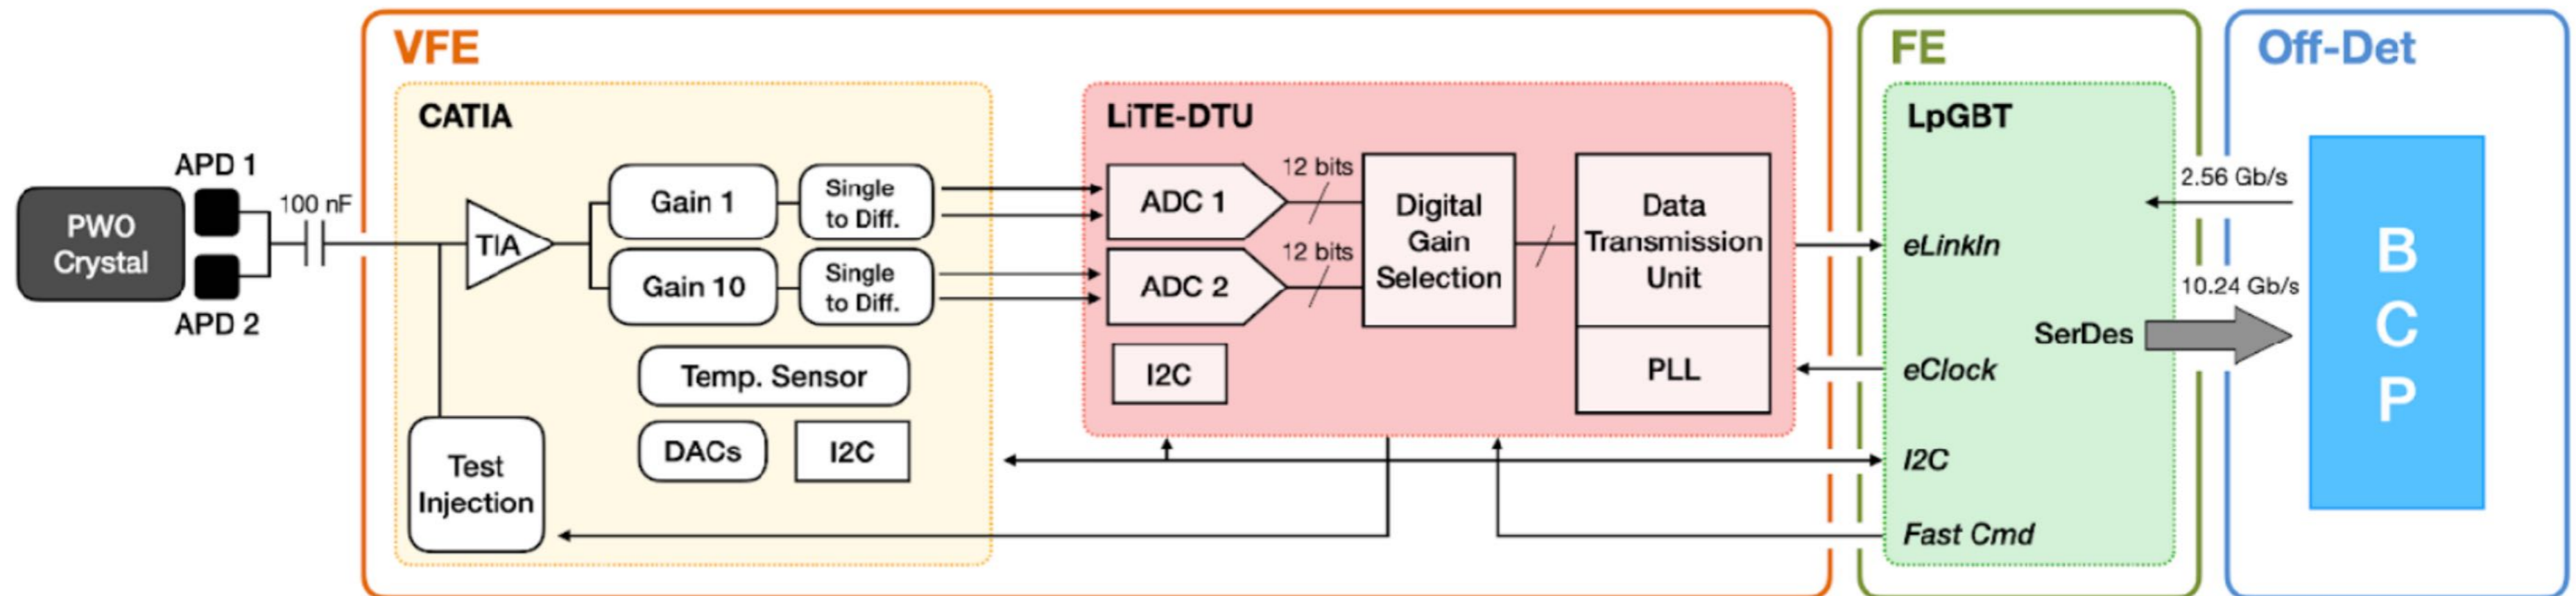 VFE
FE
Off-Det
CATIA
LiTE-DTU
LpGBT
APD 1
100 nF
PWO
Crystal
APD 2
TIA
Gain 1
Single
to Diff.
Gain 10
Single
to Diff.
Temp. Sensor
DACs
I2C
Test
Injection
ADC 1
12 bits
ADC 2
12 bits
Digital
Gain
Selection
Data
Transmission
Unit
PLL
I2C
eLinkIn
SerDes
eClock
I2C
Fast Cmd
2.56 Gb/s
10.24 Gb/s
B
C
P